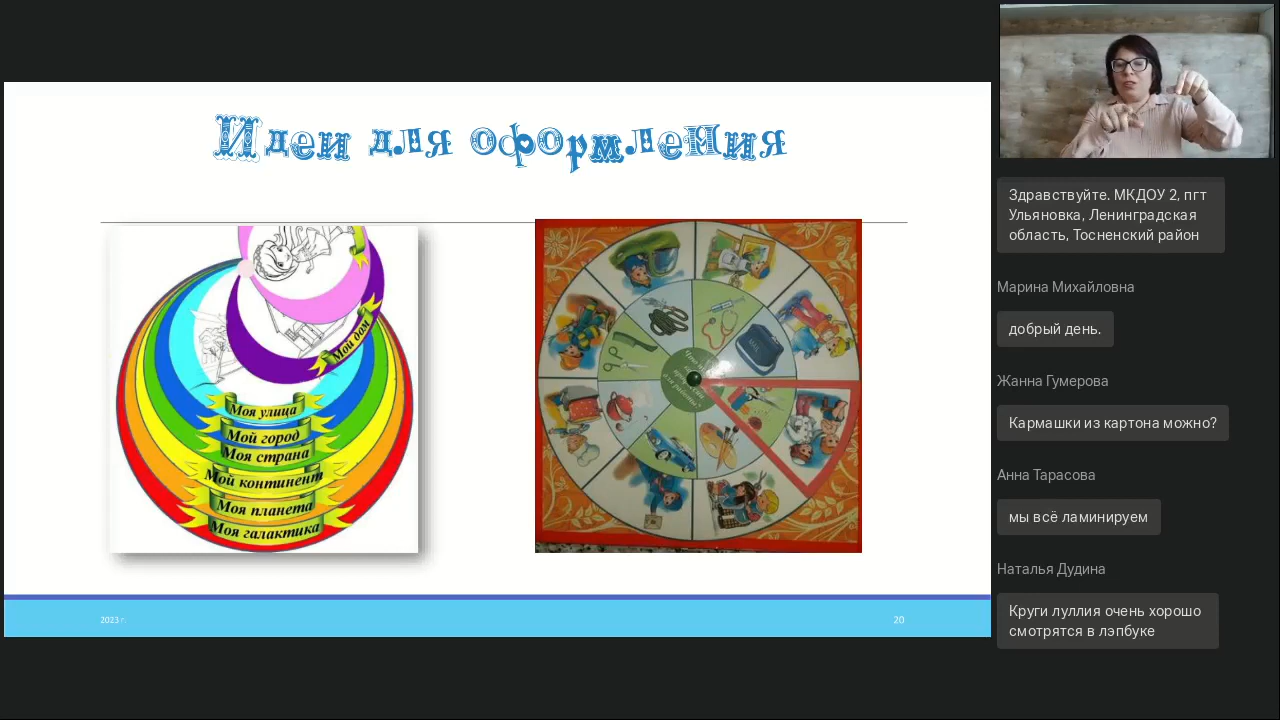 Идеи для оформления
Мой дом
Моя улица
Мой город
Моя страна
Мой континент
Моя планета
Моя галактика
MAIL
2023 г.
20
Здравствуйте. МКДОУ 2, пгт
Ульяновка, Ленинградская
область, Тосненский район
Марина Михайловна
добрый день.
Жанна Гумерова
Кармашки из картона можно?
Анна Тарасова
мы всё ламинируем
Наталья Дудина
Круги луллия очень хорошо
смотрятся в лэпбуке